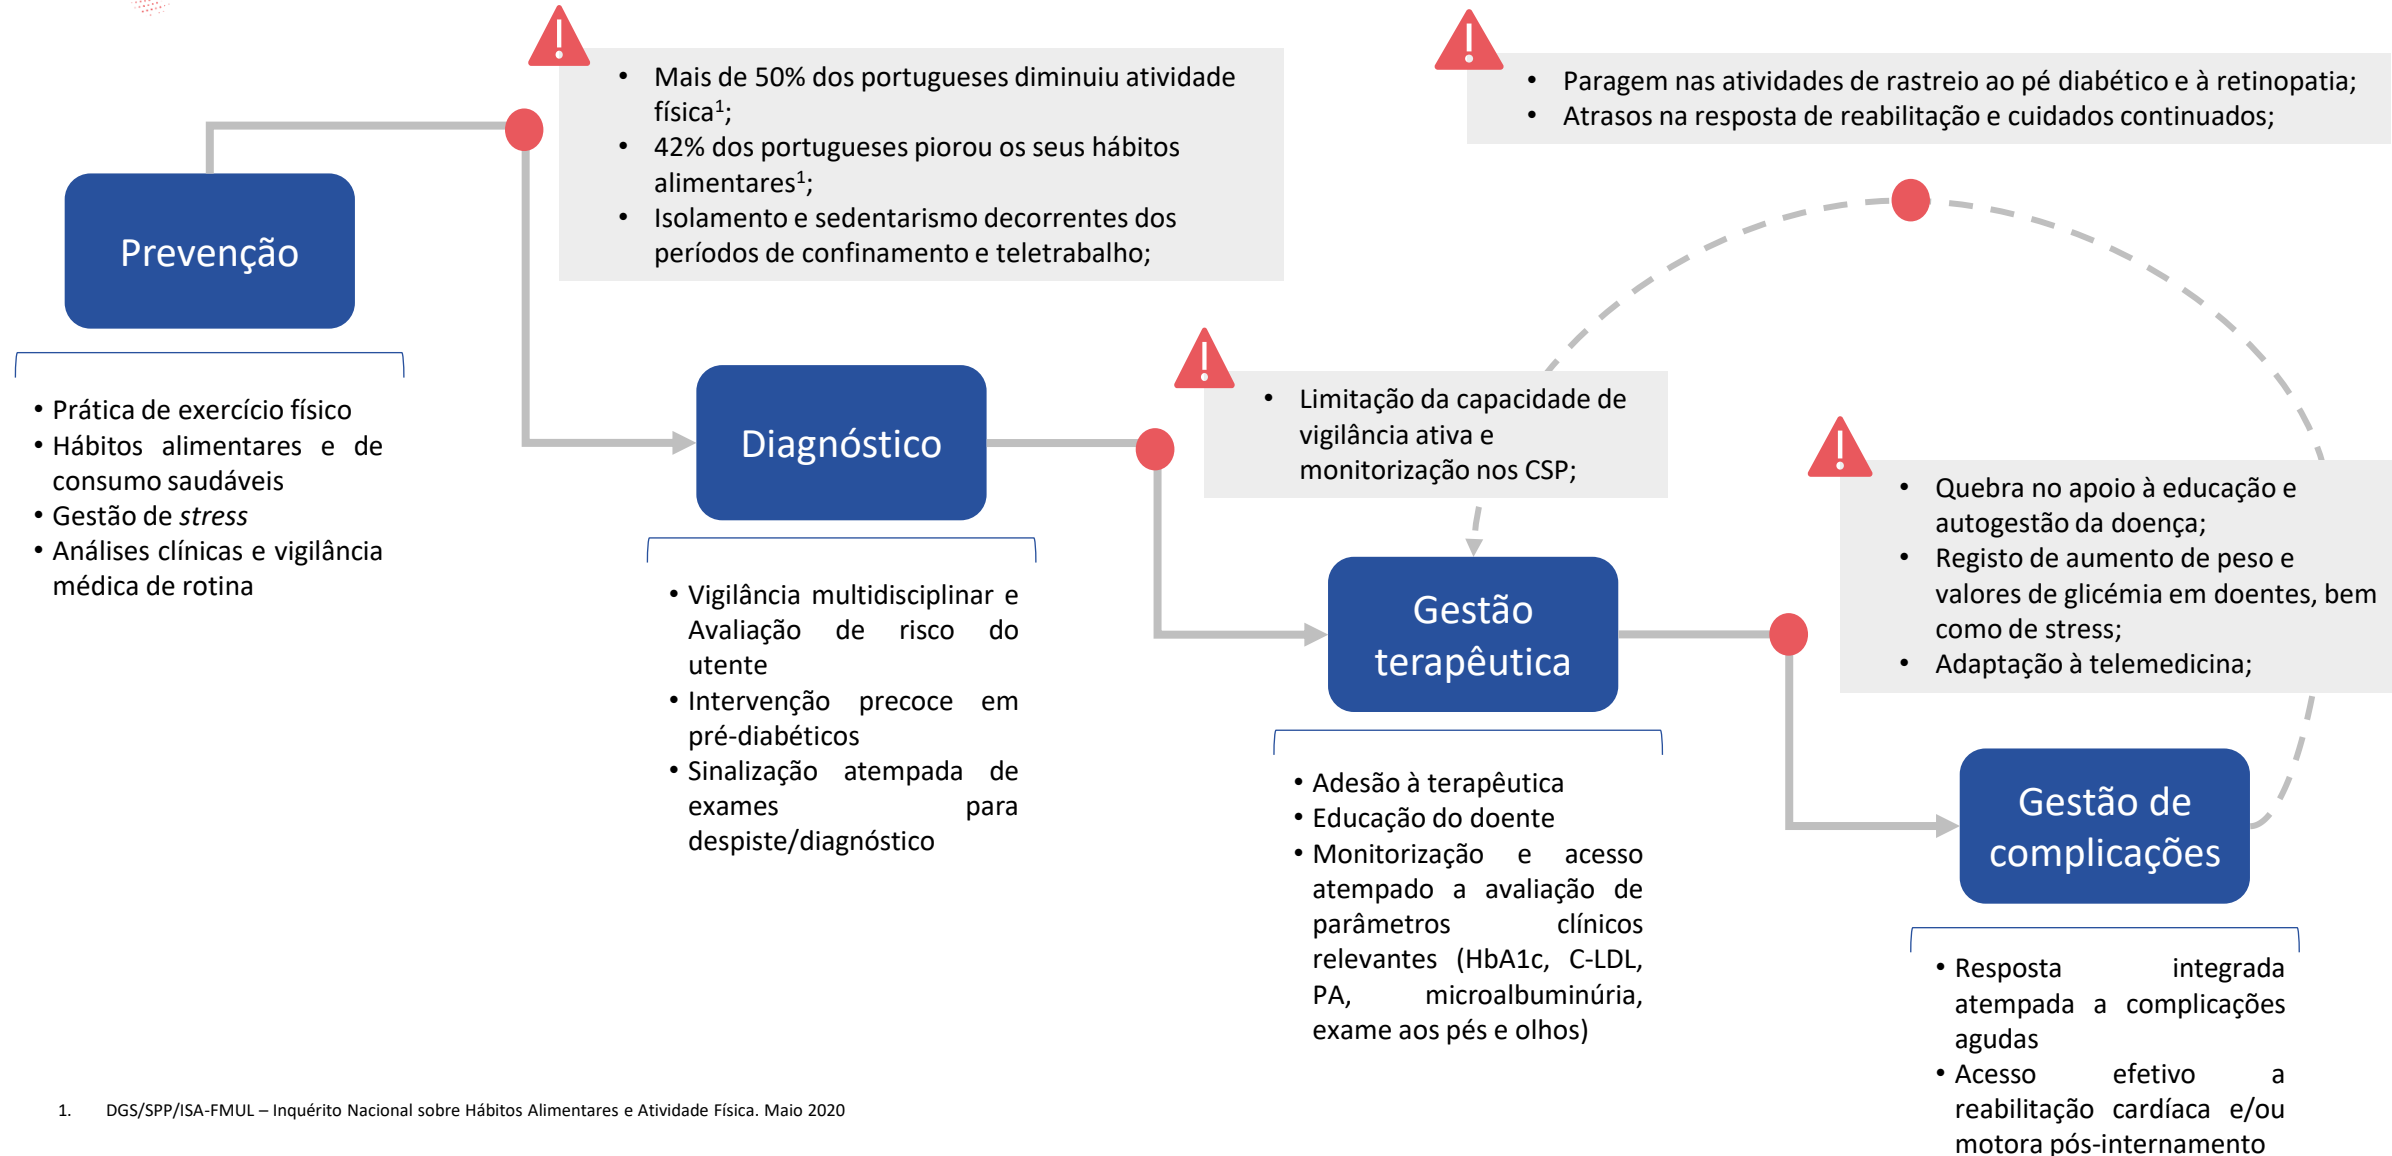 • Mais de 50% dos portugueses diminuiu atividade
física1;
• 42% dos portugueses piorou os seus hábitos
alimentares1;
• Isolamento e sedentarismo decorrentes dos
períodos de confinamento e teletrabalho;
• Paragem nas atividades de rastreio ao pé diabético e à retinopatia;
• Atrasos na resposta de reabilitação e cuidados continuados;
Prevenção
• Prática de exercício físico
• Hábitos alimentares e de
consumo saudáveis
• Gestão de stress
• Análises clínicas e vigilância
médica de rotina
Diagnóstico
• Vigilância multidisciplinar e
Avaliação de risco do
utente
• Intervenção precoce em
pré-diabéticos
• Sinalização atempada de
exames para
despiste/diagnóstico
• Limitação da capacidade de
vigilância ativa e
monitorização nos CSP;
Gestão
terapêutica
• Adesão à terapêutica
• Educação do doente
• Monitorização e acesso
atempado a avaliação de
parâmetros clínicos
relevantes (HbA1c, C-LDL,
PA, microalbuminúria,
exame aos pés e olhos)
• Quebra no apoio à educação e
autogestão da doença;
• Registo de aumento de peso e
valores de glicémia em doentes, bem
como de stress;
• Adaptação à telemedicina;
Gestão de
complicações
• Resposta integrada
atempada a complicações
agudas
• Acesso efetivo a
reabilitação cardíaca e/ou
motora pós-internamento
1. DGS/SPP/ISA-FMUL – Inquérito Nacional sobre Hábitos Alimentares e Atividade Física. Maio 2020